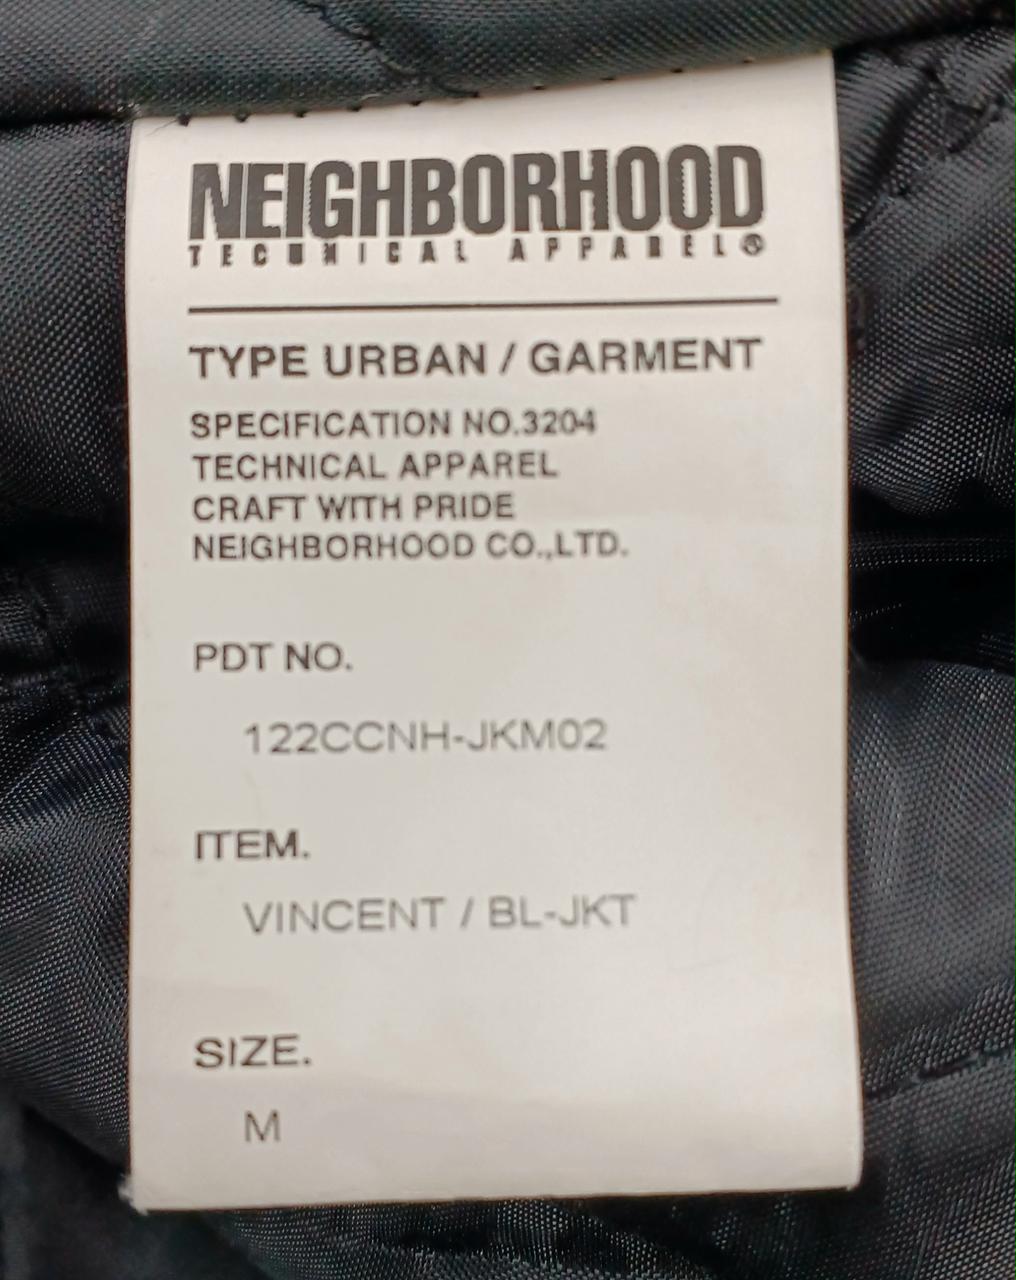 NEIGHBORHOOD
TECHNICAL APPAREL®
TYPE URBAN / GARMENT
SPECIFICATION NO.3204
TECHNICAL APPAREL
CRAFT WITH PRIDE
NEIGHBORHOOD CO.,LTD.
PDT NO.
122CCNH-JKM02
ITEM.
VINCENT / BL-JKT
SIZE.
M